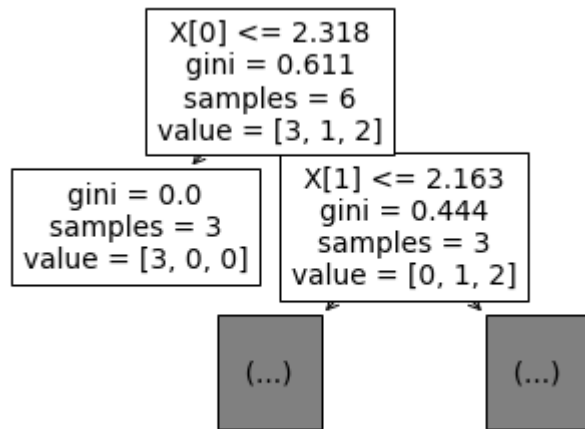 X[0] <= 2.318
gini = 0.611
samples = 6
value = [3, 1, 2]
gini = 0.0
samples = 3
value = [3, 0, 0]
X[1] <= 2.163
gini = 0.444
samples = 3
value = [0, 1, 2]
(...)
(...)